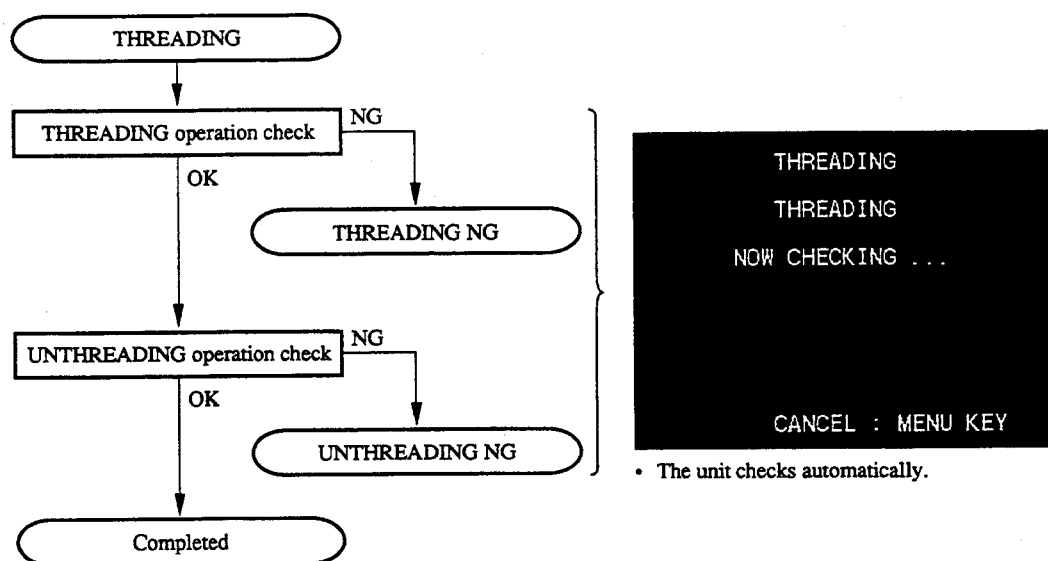 THREADING
THREADING operation check
NG
OK
THREADING NG
UNTHREADING operation check
NG
OK
UNTHREADING NG
Completed
THREADING
THREADING
NOW CHECKING ...
CANCEL : MENU KEY
• The unit checks automatically.